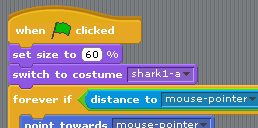 when clicked
set size to 60 %
switch to costume shark1-a
forever if distance to mouse-pointer
point towards mouse-pointer